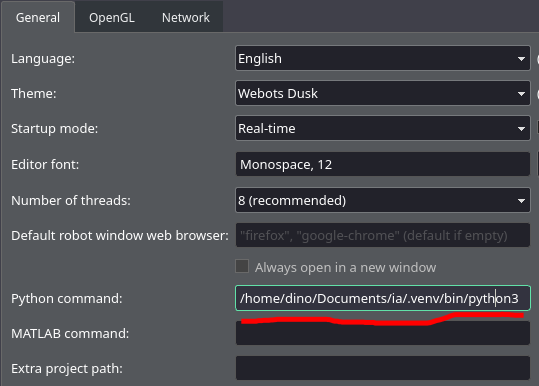 General OpenGL Network
Language: English
Theme: Webots Dusk
Startup mode: Real-time
Editor font: Monospace, 12
Number of threads: 8 (recommended)
Default robot window web browser: "firefox", "google-chrome" (default if empty)
Always open in a new window
Python command: /home/dino/Documents/ia/.venv/bin/python3
MATLAB command:
Extra project path: